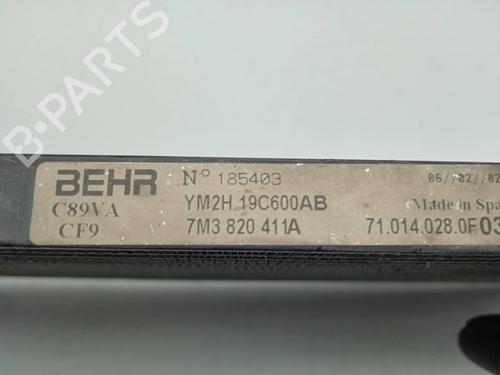 BEHR N° 185403 06//02//02
C89VA YM2H 19C600AB Made in Spa
CF9 7M3 820 411A 71.014.028.0F03
B-PARTS